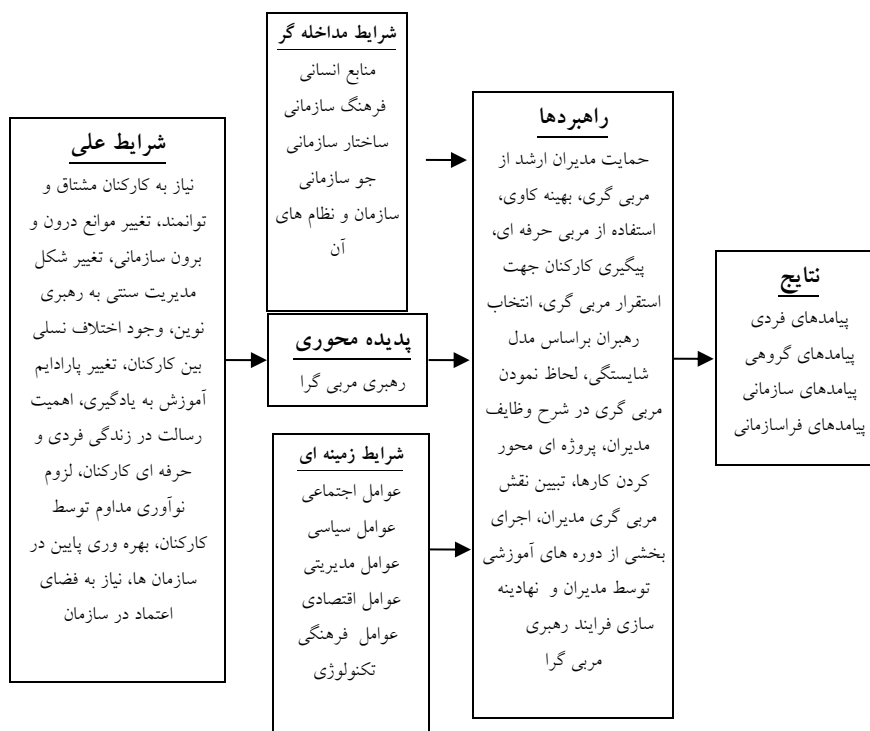 شرایط علی
نیاز به کارکنان مشتاق و
توانمند، تغییر موانع درون و
برون سازمانی، تغییر شکل
مدیریت سنتی به رهبری
نوین، وجود اختلاف نسلی
بین کارکنان، تغییر پارادایم
آموزش به یادگیری، اهمیت
رسالت در زندگی فردی و
حرفه ای کارکنان، لزوم
نوآوری مداوم توسط
کارکنان، بهره وری پایین در
سازمان ها، نیاز به فضای
اعتماد در سازمان
شرایط مداخله گر
منابع انسانی
فرهنگ سازمانی
ساختار سازمانی
جو سازمانی
سازمان و نظام های
آن
پدیده محوری
رهبری مربی گرا
شرایط زمینه ای
عوامل اجتماعی
عوامل سیاسی
عوامل مدیریتی
عوامل اقتصادی
عوامل فرهنگی
تکنولوژی
راهبردها
حمایت مدیران ارشد از
مربی گری، بهینه کاوی،
استفاده از مربی حرفه ای،
پیگیری کارکنان جهت
استقرار مربی گری، انتخاب
رهبران براساس مدل
شایستگی، لحاظ نمودن
مربی گری در شرح وظایف
مدیران، پروژه ای محور
کردن کارها، تبیین نقش
مربی گری مدیران، اجرای
بخشی از دوره های آموزشی
توسط مدیران و نهادینه
سازی فرایند رهبری
مربی گرا
نتایج
پیامدهای فردی
پیامدهای گروهی
پیامدهای سازمانی
پیامدهای فراسازمانی